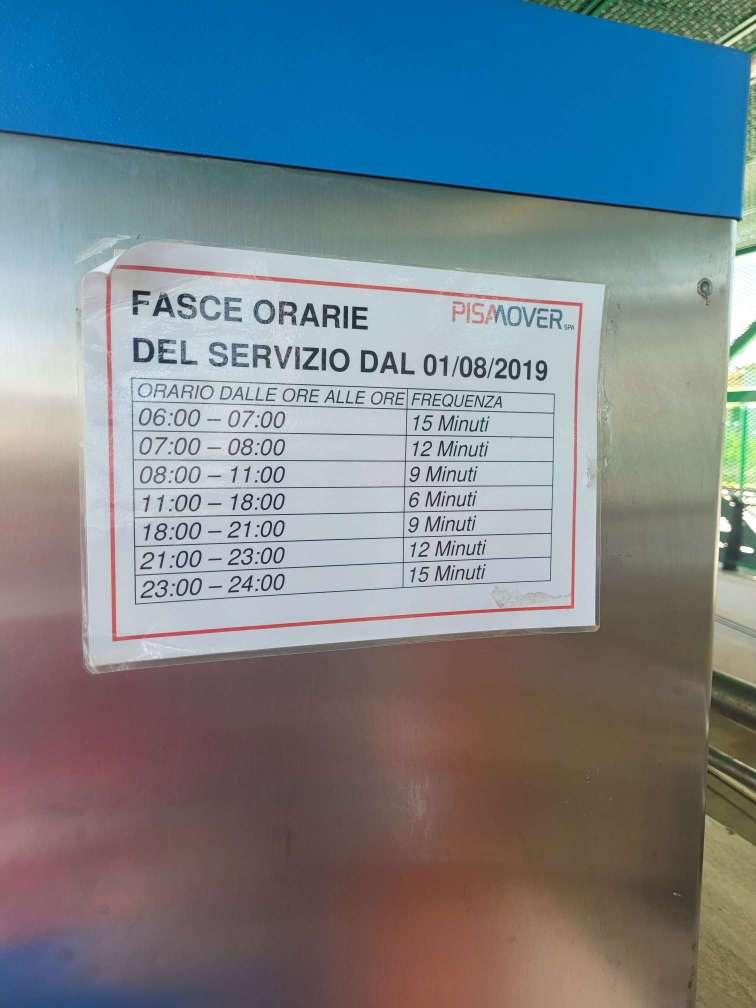 FASCE ORARIE
PISAMOVER SPA
DEL SERVIZIO DAL 01/08/2019
ORARIO DALLE ORE ALLE ORE FREQUENZA
06:00 – 07:00 15 Minuti
07:00 – 08:00 12 Minuti
08:00 – 11:00 9 Minuti
11:00 – 18:00 6 Minuti
18:00 – 21:00 9 Minuti
21:00 – 23:00 12 Minuti
23:00 – 24:00 15 Minuti